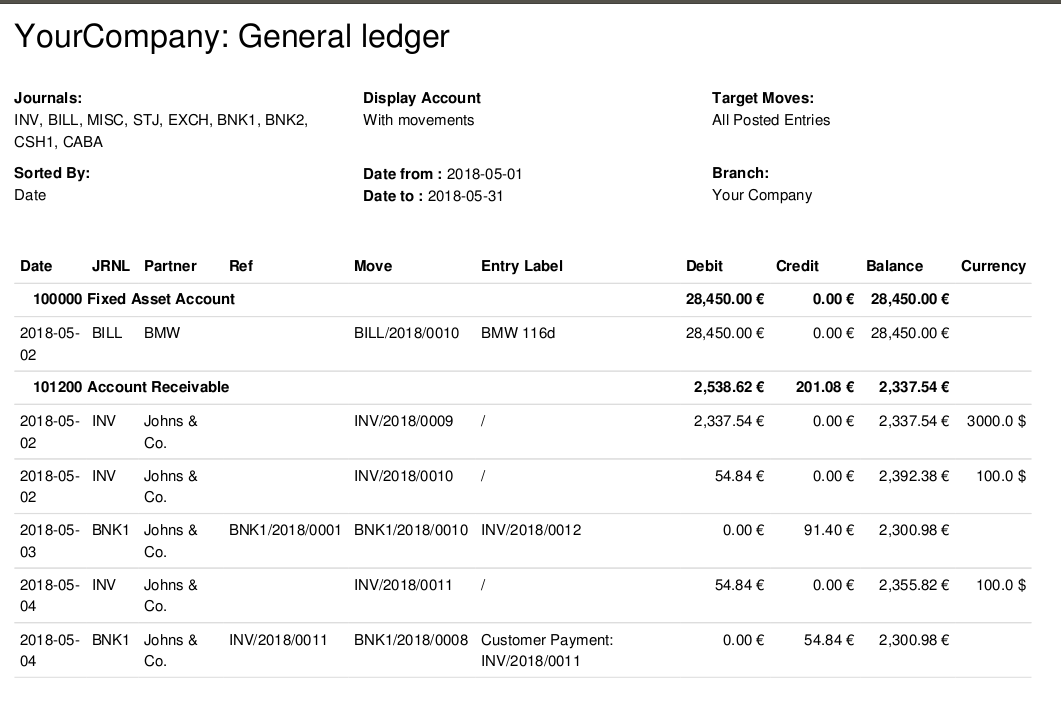 YourCompany: General ledger
Journals: Display Account Target Moves:
INV, BILL, MISC, STJ, EXCH, BNK1, BNK2, With movements All Posted Entries
CSH1, CABA
Sorted By: Date from : 2018-05-01 Branch:
Date Date to : 2018-05-31 Your Company
Date JRNL Partner Ref Move Entry Label Debit Credit Balance Currency
100000 Fixed Asset Account 28,450.00 € 0.00 € 28,450.00 €
2018-05- BILL BMW BILL/2018/0010 BMW 116d 28,450.00 € 0.00 € 28,450.00 €
02
101200 Account Receivable 2,538.62 € 201.08 € 2,337.54 €
2018-05- INV Johns & INV/2018/0009 / 2,337.54 € 0.00 € 2,337.54 € 3000.0 $
02 Co.
2018-05- INV Johns & INV/2018/0010 / 54.84 € 0.00 € 2,392.38 € 100.0 $
02 Co.
2018-05- BNK1 Johns & BNK1/2018/0001 BNK1/2018/0010 INV/2018/0012 0.00 € 91.40 € 2,300.98 €
03 Co.
2018-05- INV Johns & INV/2018/0011 / 54.84 € 0.00 € 2,355.82 € 100.0 $
04 Co.
2018-05- BNK1 Johns & INV/2018/0011 BNK1/2018/0008 Customer Payment: 0.00 € 54.84 € 2,300.98 €
04 Co. INV/2018/0011